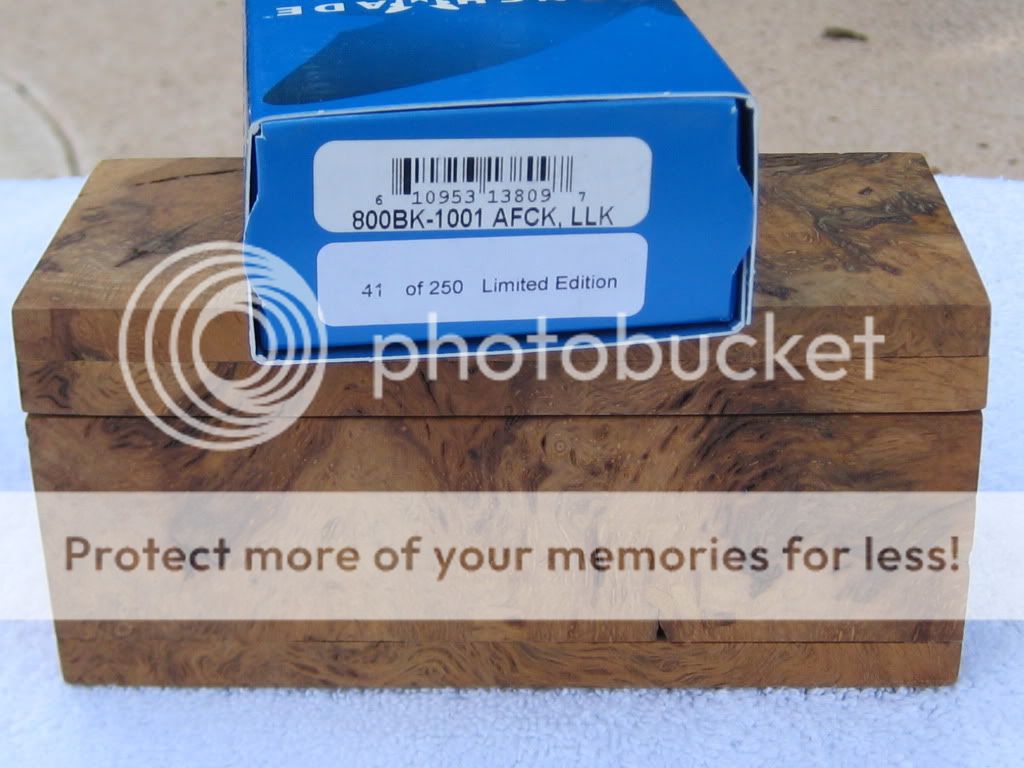 6 10953 13809 7
800BK-1001 AFCK, LLK
41 of 250 Limited Edition
photobucket
Protect more of your memories for less!